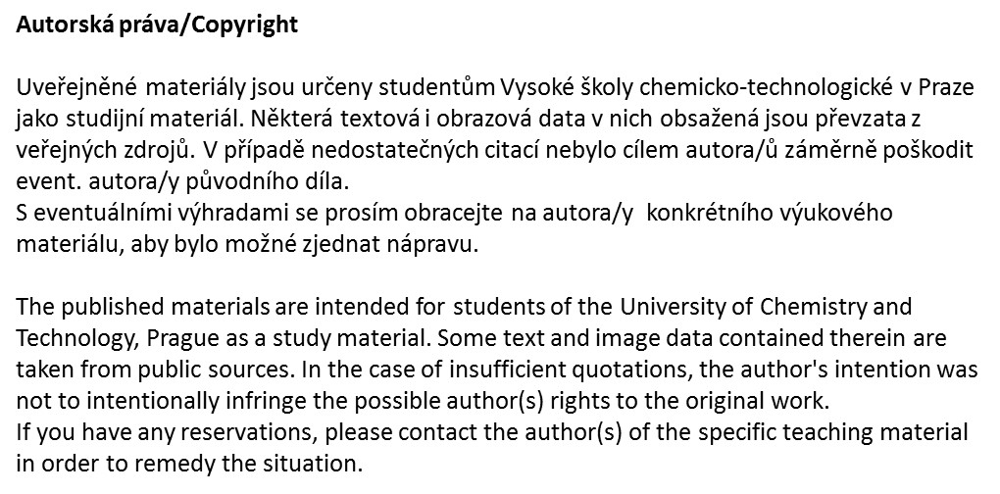 Autorská práva/Copyright
Uveřejněné materiály jsou určeny studentům Vysoké školy chemicko-technologické v Praze
jako studijní materiál. Některá textová i obrazová data v nich obsažená jsou převzata z
veřejných zdrojů. V případě nedostatečných citací nebylo cílem autora/ů záměrně poškodit
event. autora/y původního díla.
S eventuálními výhradami se prosím obracejte na autora/y konkrétního výukového
materiálu, aby bylo možné zjednat nápravu.
The published materials are intended for students of the University of Chemistry and
Technology, Prague as a study material. Some text and image data contained therein are
taken from public sources. In the case of insufficient quotations, the author's intention was
not to intentionally infringe the possible author(s) rights to the original work.
If you have any reservations, please contact the author(s) of the specific teaching material
in order to remedy the situation.